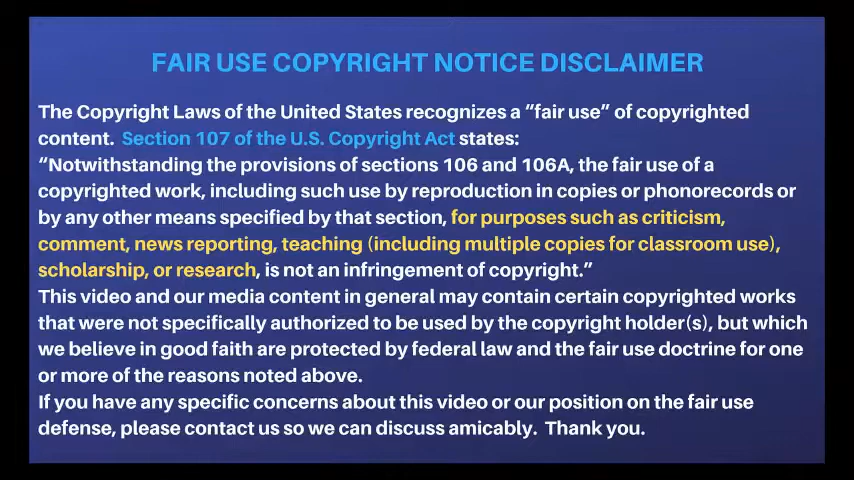 FAIR USE COPYRIGHT NOTICE DISCLAIMER
The Copyright Laws of the United States recognizes a “fair use” of copyrighted
content. Section 107 of the U.S. Copyright Act states:
“Notwithstanding the provisions of sections 106 and 106A, the fair use of a
copyrighted work, including such use by reproduction in copies or phonorecords or
by any other means specified by that section, for purposes such as criticism,
comment, news reporting, teaching (including multiple copies for classroom use),
scholarship, or research, is not an infringement of copyright.”
This video and our media content in general may contain certain copyrighted works
that were not specifically authorized to be used by the copyright holder(s), but which
we believe in good faith are protected by federal law and the fair use doctrine for one
or more of the reasons noted above.
If you have any specific concerns about this video or our position on the fair use
defense, please contact us so we can discuss amicably. Thank you.